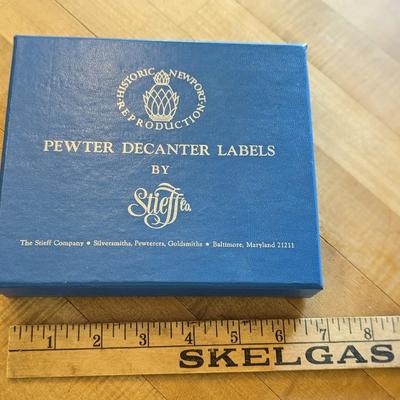 HISTORIC NEWPORT
REPRODUCTION
PEWTER DECANTER LABELS
BY
Stieff Co.
The Stieff Company • Silversmiths, Pewterers, Goldsmiths • Baltimore, Maryland 21211
1 2 3 4 5 6 7 8
SKELGAS